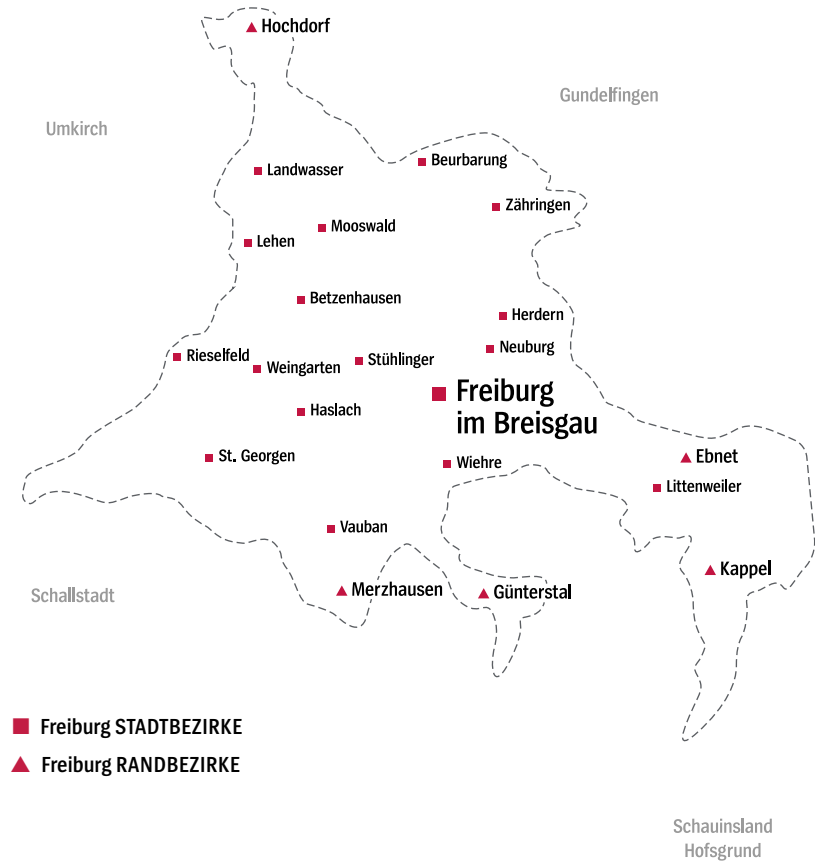 Hochdorf
Gundelfingen
Umkirch
Beurbarung
Landwasser
Zähringen
Mooswald
Lehen
Betzenhausen
Herdern
Neuburg
Rieselfeld
Stühlinger
Weingarten
Freiburg
im Breisgau
Haslach
St. Georgen
Ebnet
Wiehre
Littenweiler
Vauban
Kappel
Merzhausen
Günterstal
Schallstadt
Freiburg STADTBEZIRKE
Freiburg RANDBEZIRKE
Schauinsland
Hofsgrund